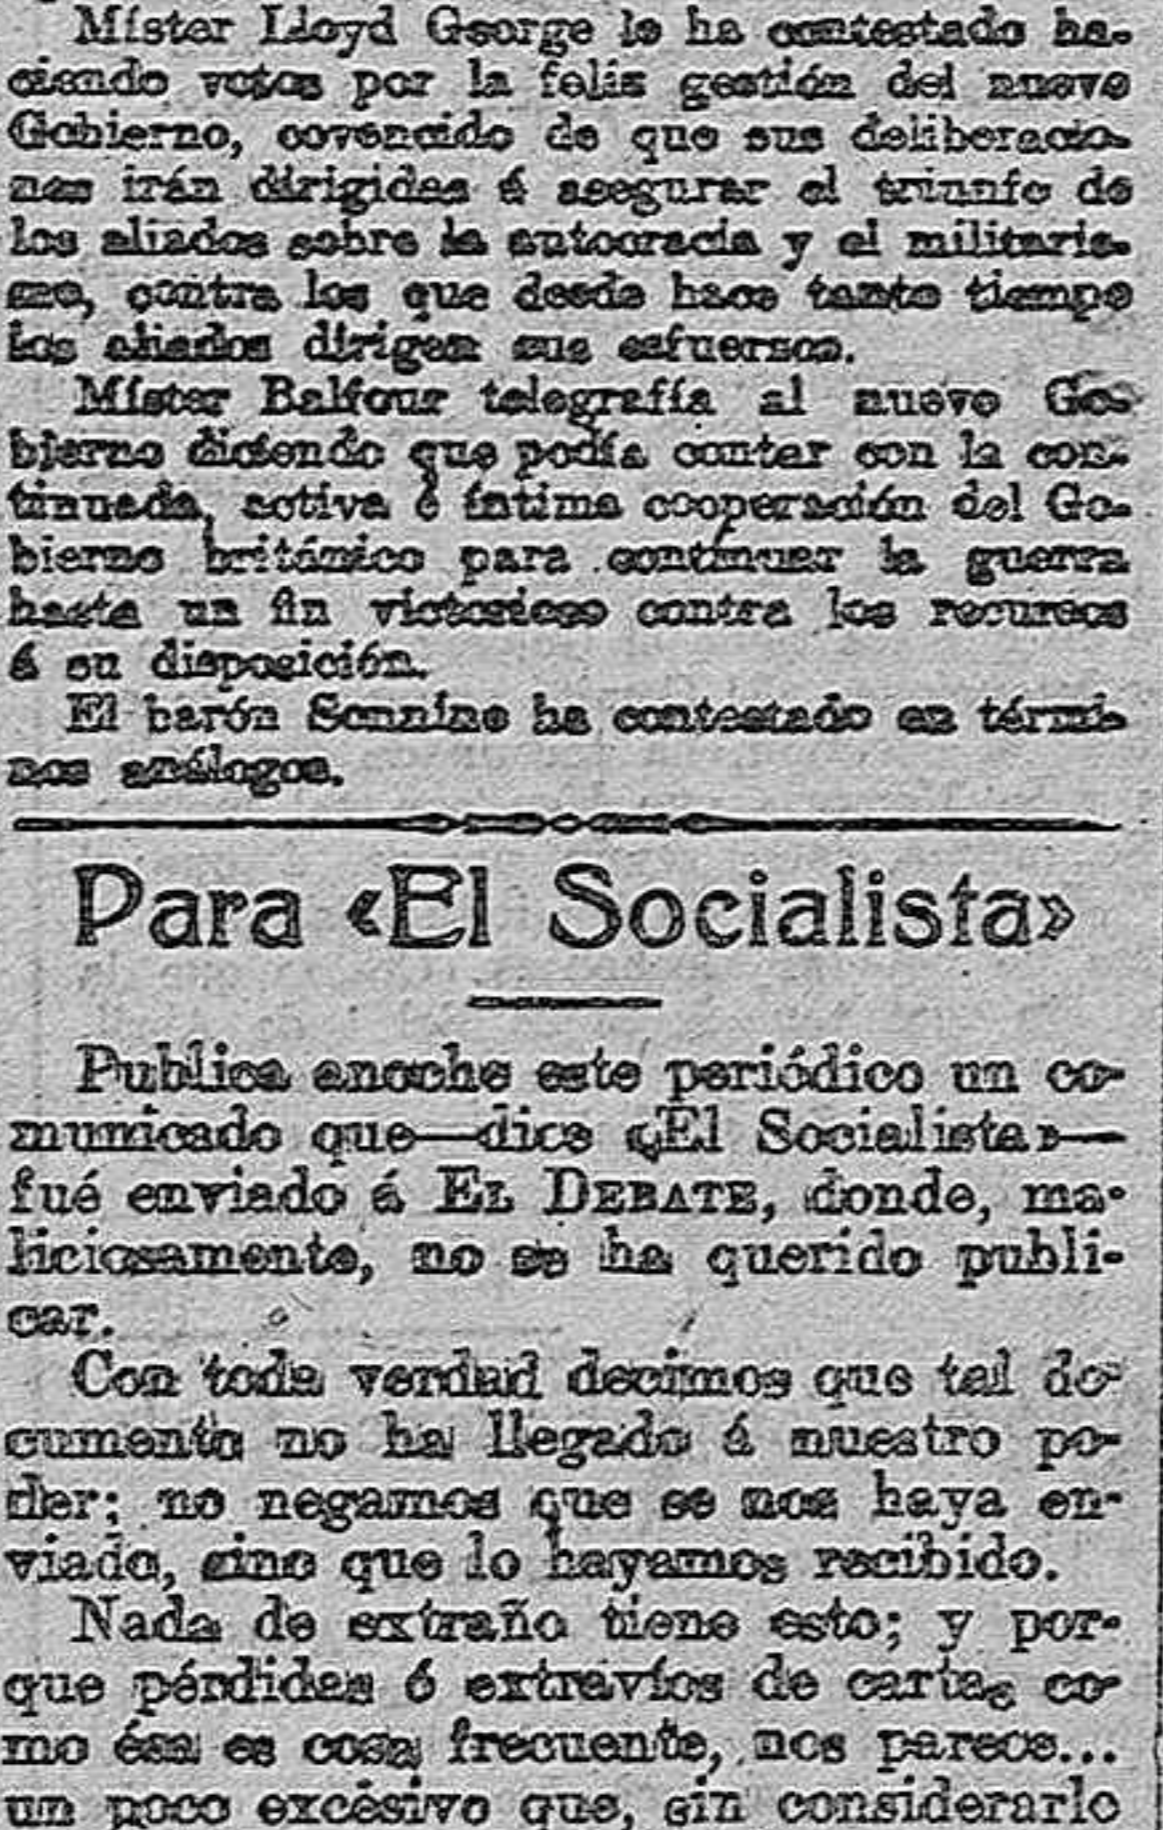 Míster Lloyd George le ha contestado ha-
ciendo votos por la feliz gestión del nuevo
Gobierno, covencido de que sus deliberacio-
nes irán dirigidas á asegurar el triunfo de
los aliados sobre la autocracia y el militaris-
mo, contra los que desde hace tanto tiempo
los aliados dirigen sus esfuerzos.
Míster Balfour telegrafía al nuevo Go-
bierno diciendo que podía contar con la con-
tinuada, activa é íntima cooperación del Go-
bierno británico para continuar la guerra
hasta un fin victorioso contra los recursos
á su disposición.
El barón Sonnino ha contestado en térmi-
nos análogos.
Para «El Socialista»
Publica anoche este periódico un co-
municado que—dice «El Socialista»—
fué enviado á EL DEBATE, donde, ma-
liciosamente, no se ha querido publi-
car.
Con toda verdad decimos que tal do-
cumento no ha llegado á nuestro po-
der; no negamos que se nos haya en-
viado, sino que lo hayamos recibido.
Nada de extraño tiene esto; y por-
que pérdidas ó extravíos de cartas co-
mo ésa es cosa frecuente, nos parece...
un poco excésivo que, sin considerarlo